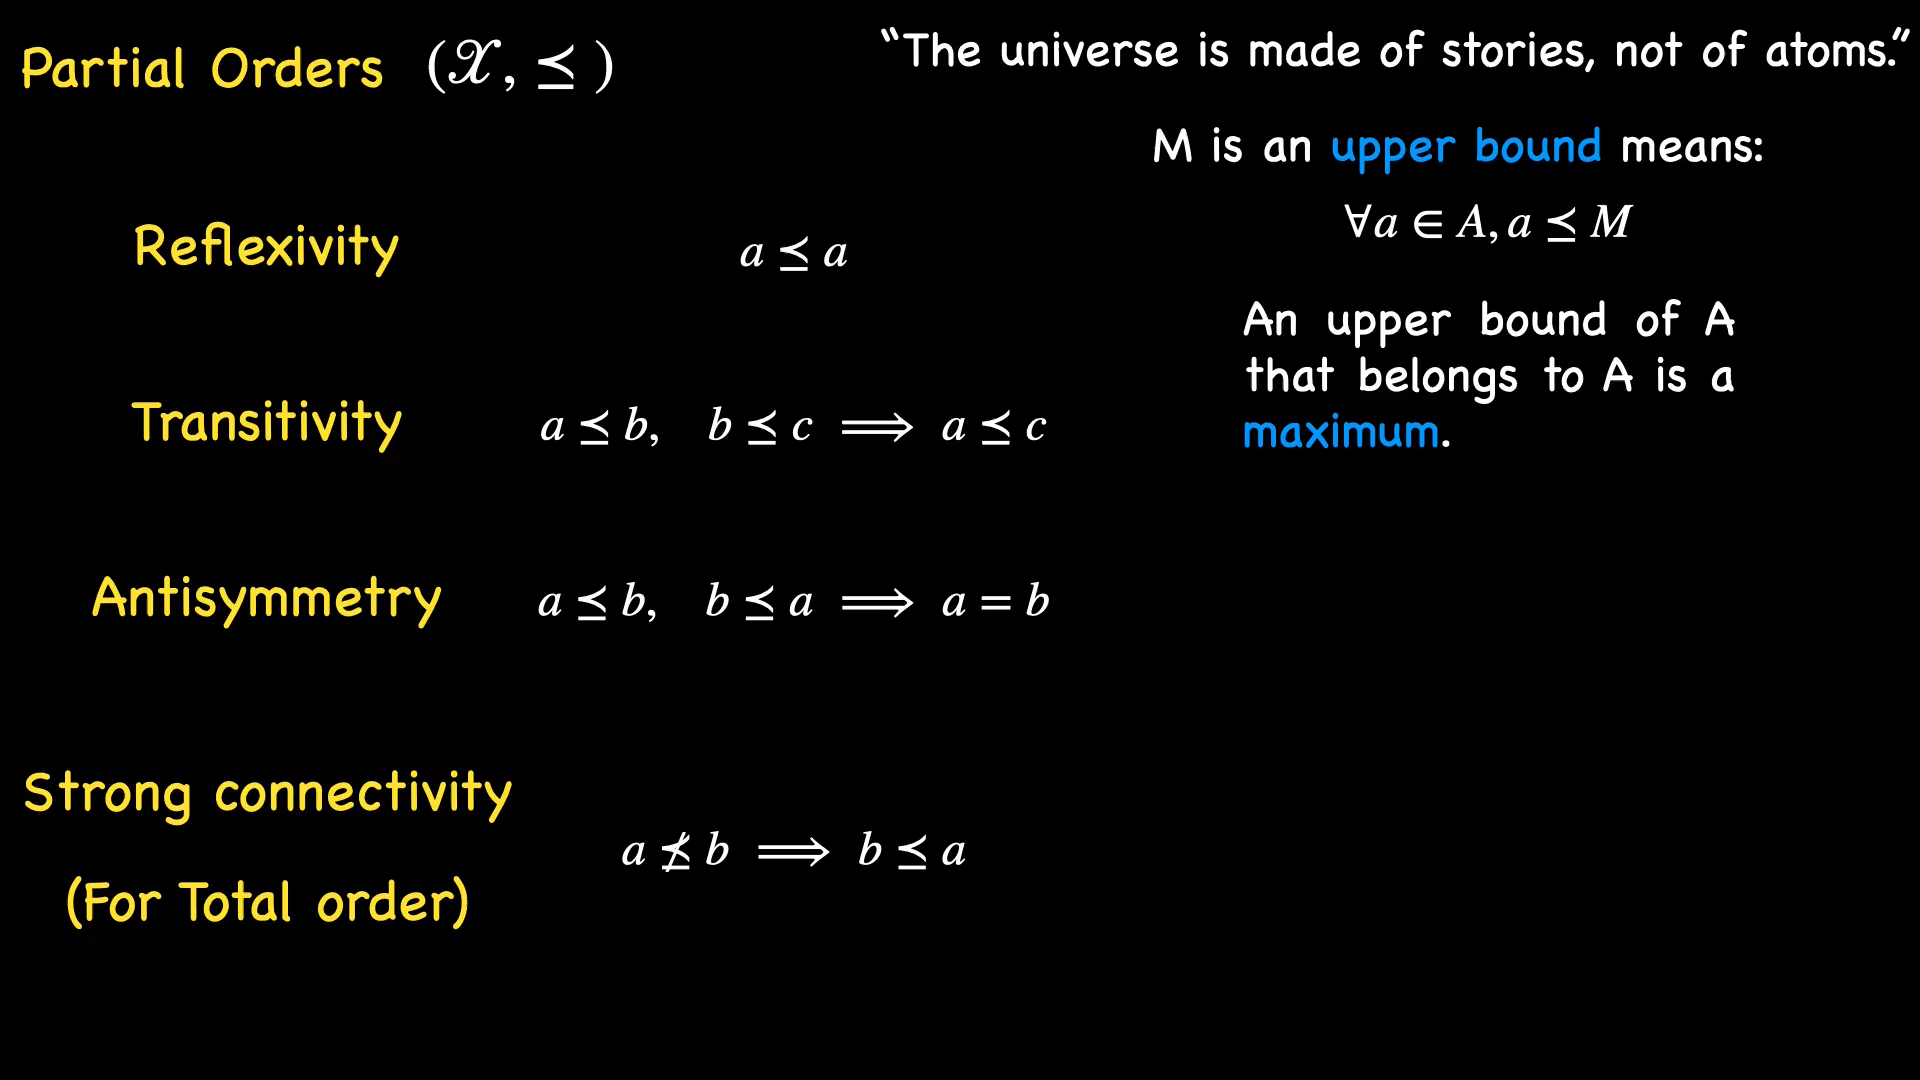 Partial Orders (𝒳, ⪯)
“The universe is made of stories, not of atoms.”
M is an upper bound means:
∀a ∈ A, a ⪯ M
Reflexivity a ⪯ a
An upper bound of A
that belongs to A is a
maximum.
Transitivity a ⪯ b, b ⪯ c ⟹ a ⪯ c
Antisymmetry a ⪯ b, b ⪯ a ⟹ a = b
Strong connectivity
(For Total order)
a ⋠ b ⟹ b ⪯ a